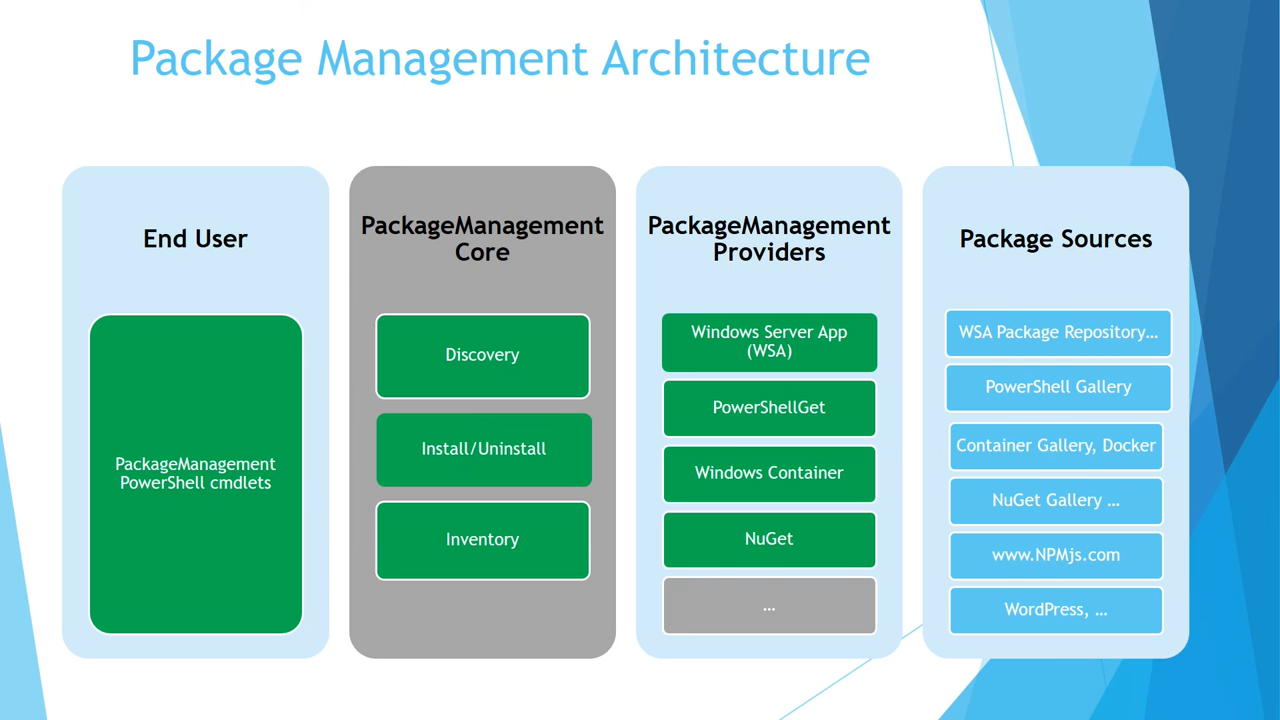 Package Management Architecture
End User
PackageManagement
PowerShell cmdlets
PackageManagement
Core
Discovery
Install/Uninstall
Inventory
PackageManagement
Providers
Windows Server App
(WSA)
PowerShellGet
Windows Container
NuGet
…
Package Sources
WSA Package Repository…
PowerShell Gallery
Container Gallery, Docker
NuGet Gallery …
www.NPMjs.com
WordPress, …